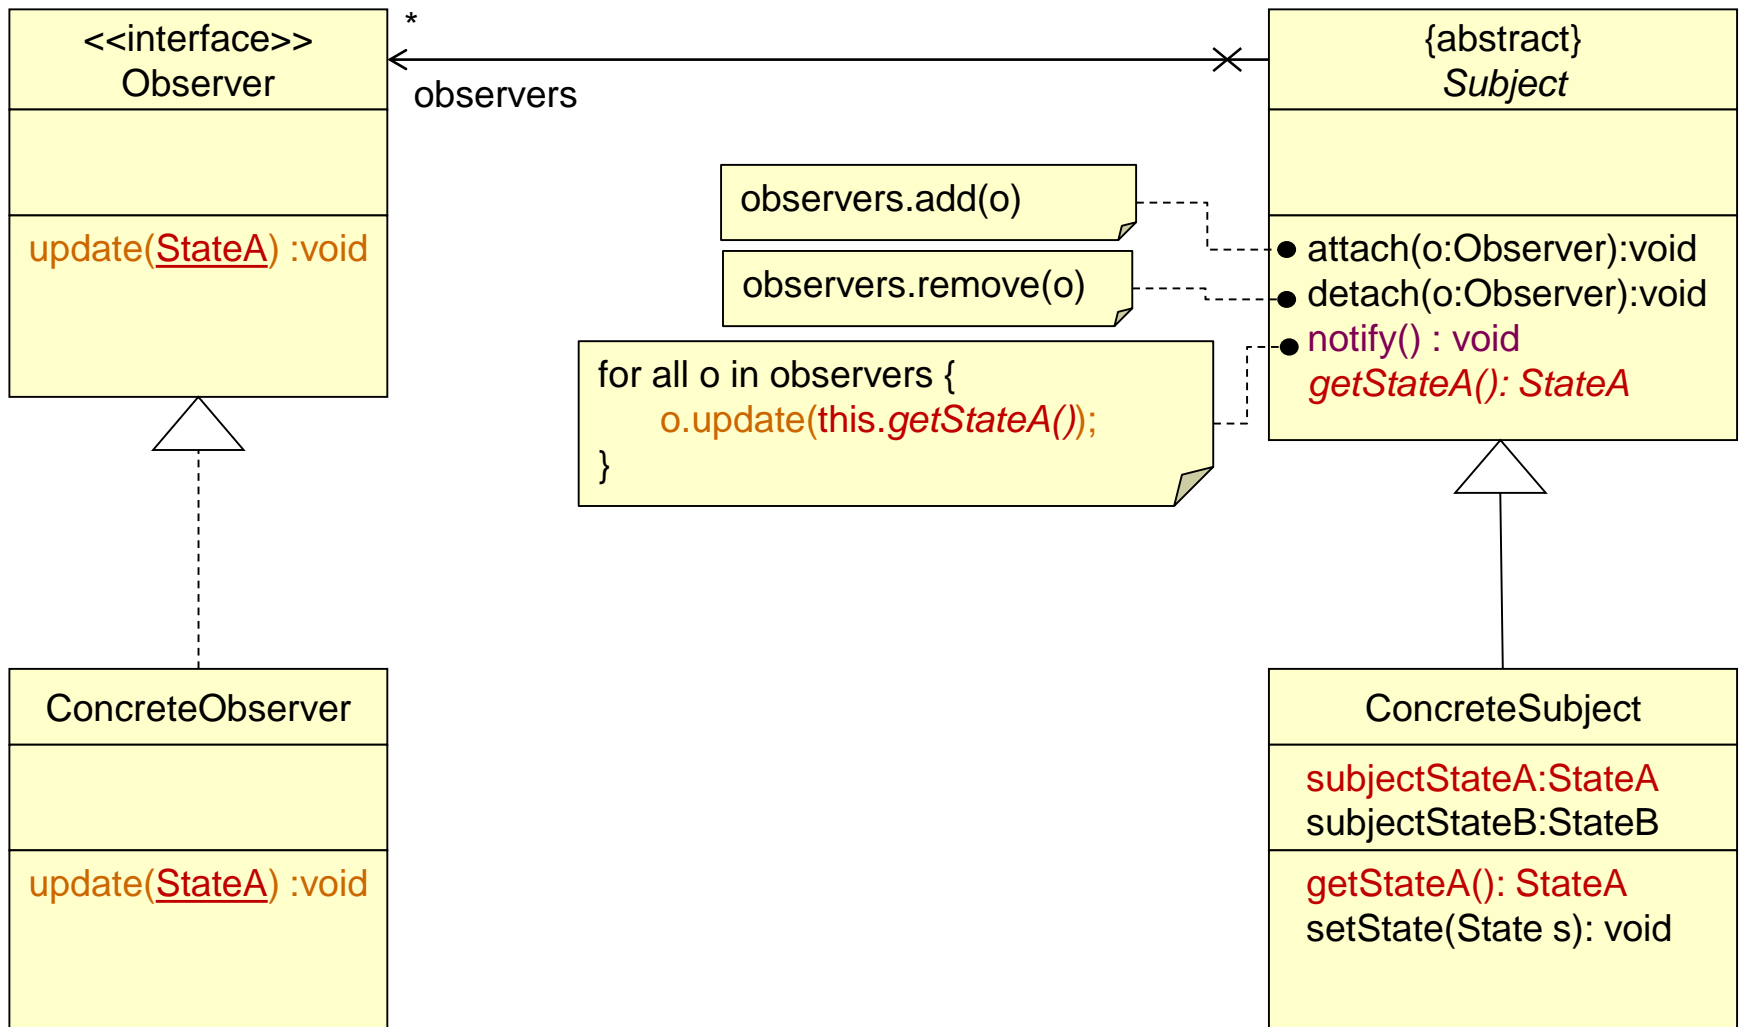 <<interface>>
Observer
update(StateA) :void
*
observers
{abstract}
Subject
attach(o:Observer):void
detach(o:Observer):void
notify() : void
getStateA(): StateA
observers.add(o)
observers.remove(o)
for all o in observers {
o.update(this.getStateA());
}
ConcreteObserver
update(StateA) :void
ConcreteSubject
subjectStateA:StateA
subjectStateB:StateB
getStateA(): StateA
setState(State s): void